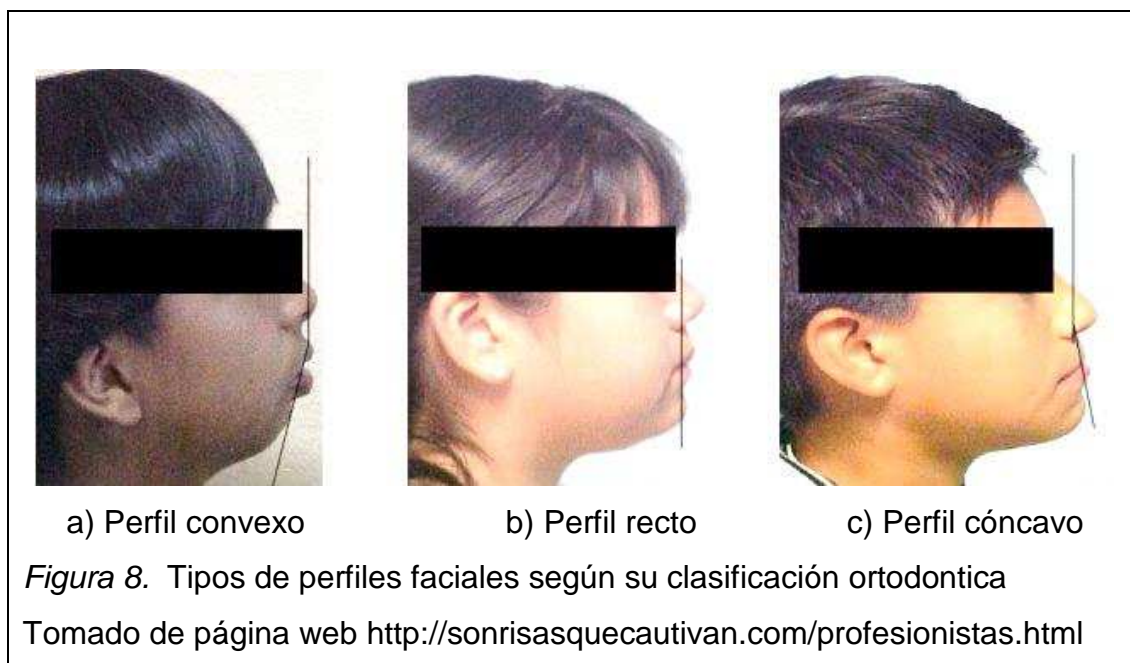 a) Perfil convexo b) Perfil recto c) Perfil cóncavo
Figura 8. Tipos de perfiles faciales según su clasificación ortodontica
Tomado de página web http://sonrisasquecautivan.com/profesionistas.html